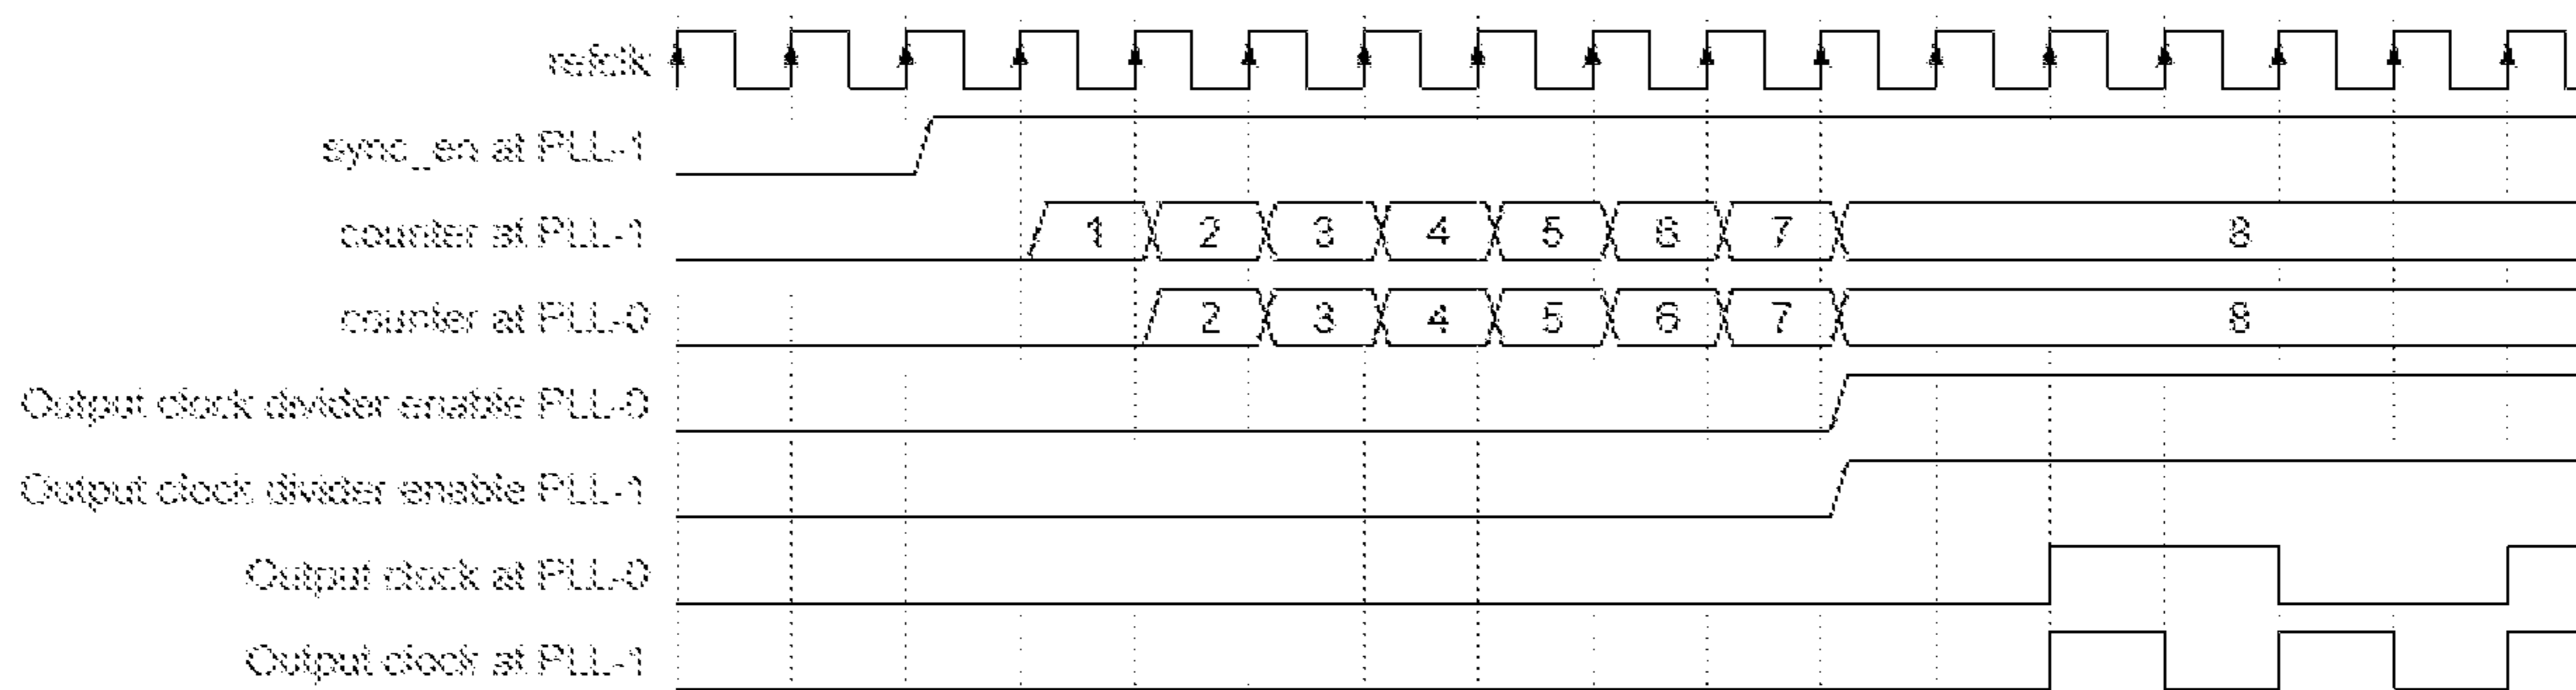 refclk
sync_en at PLL-1
counter at PLL-1 1 2 3 4 5 6 7 8
counter at PLL-0 2 3 4 5 6 7 8
Output clock divider enable PLL-0
Output clock divider enable PLL-1
Output clock at PLL-0
Output clock at PLL-1